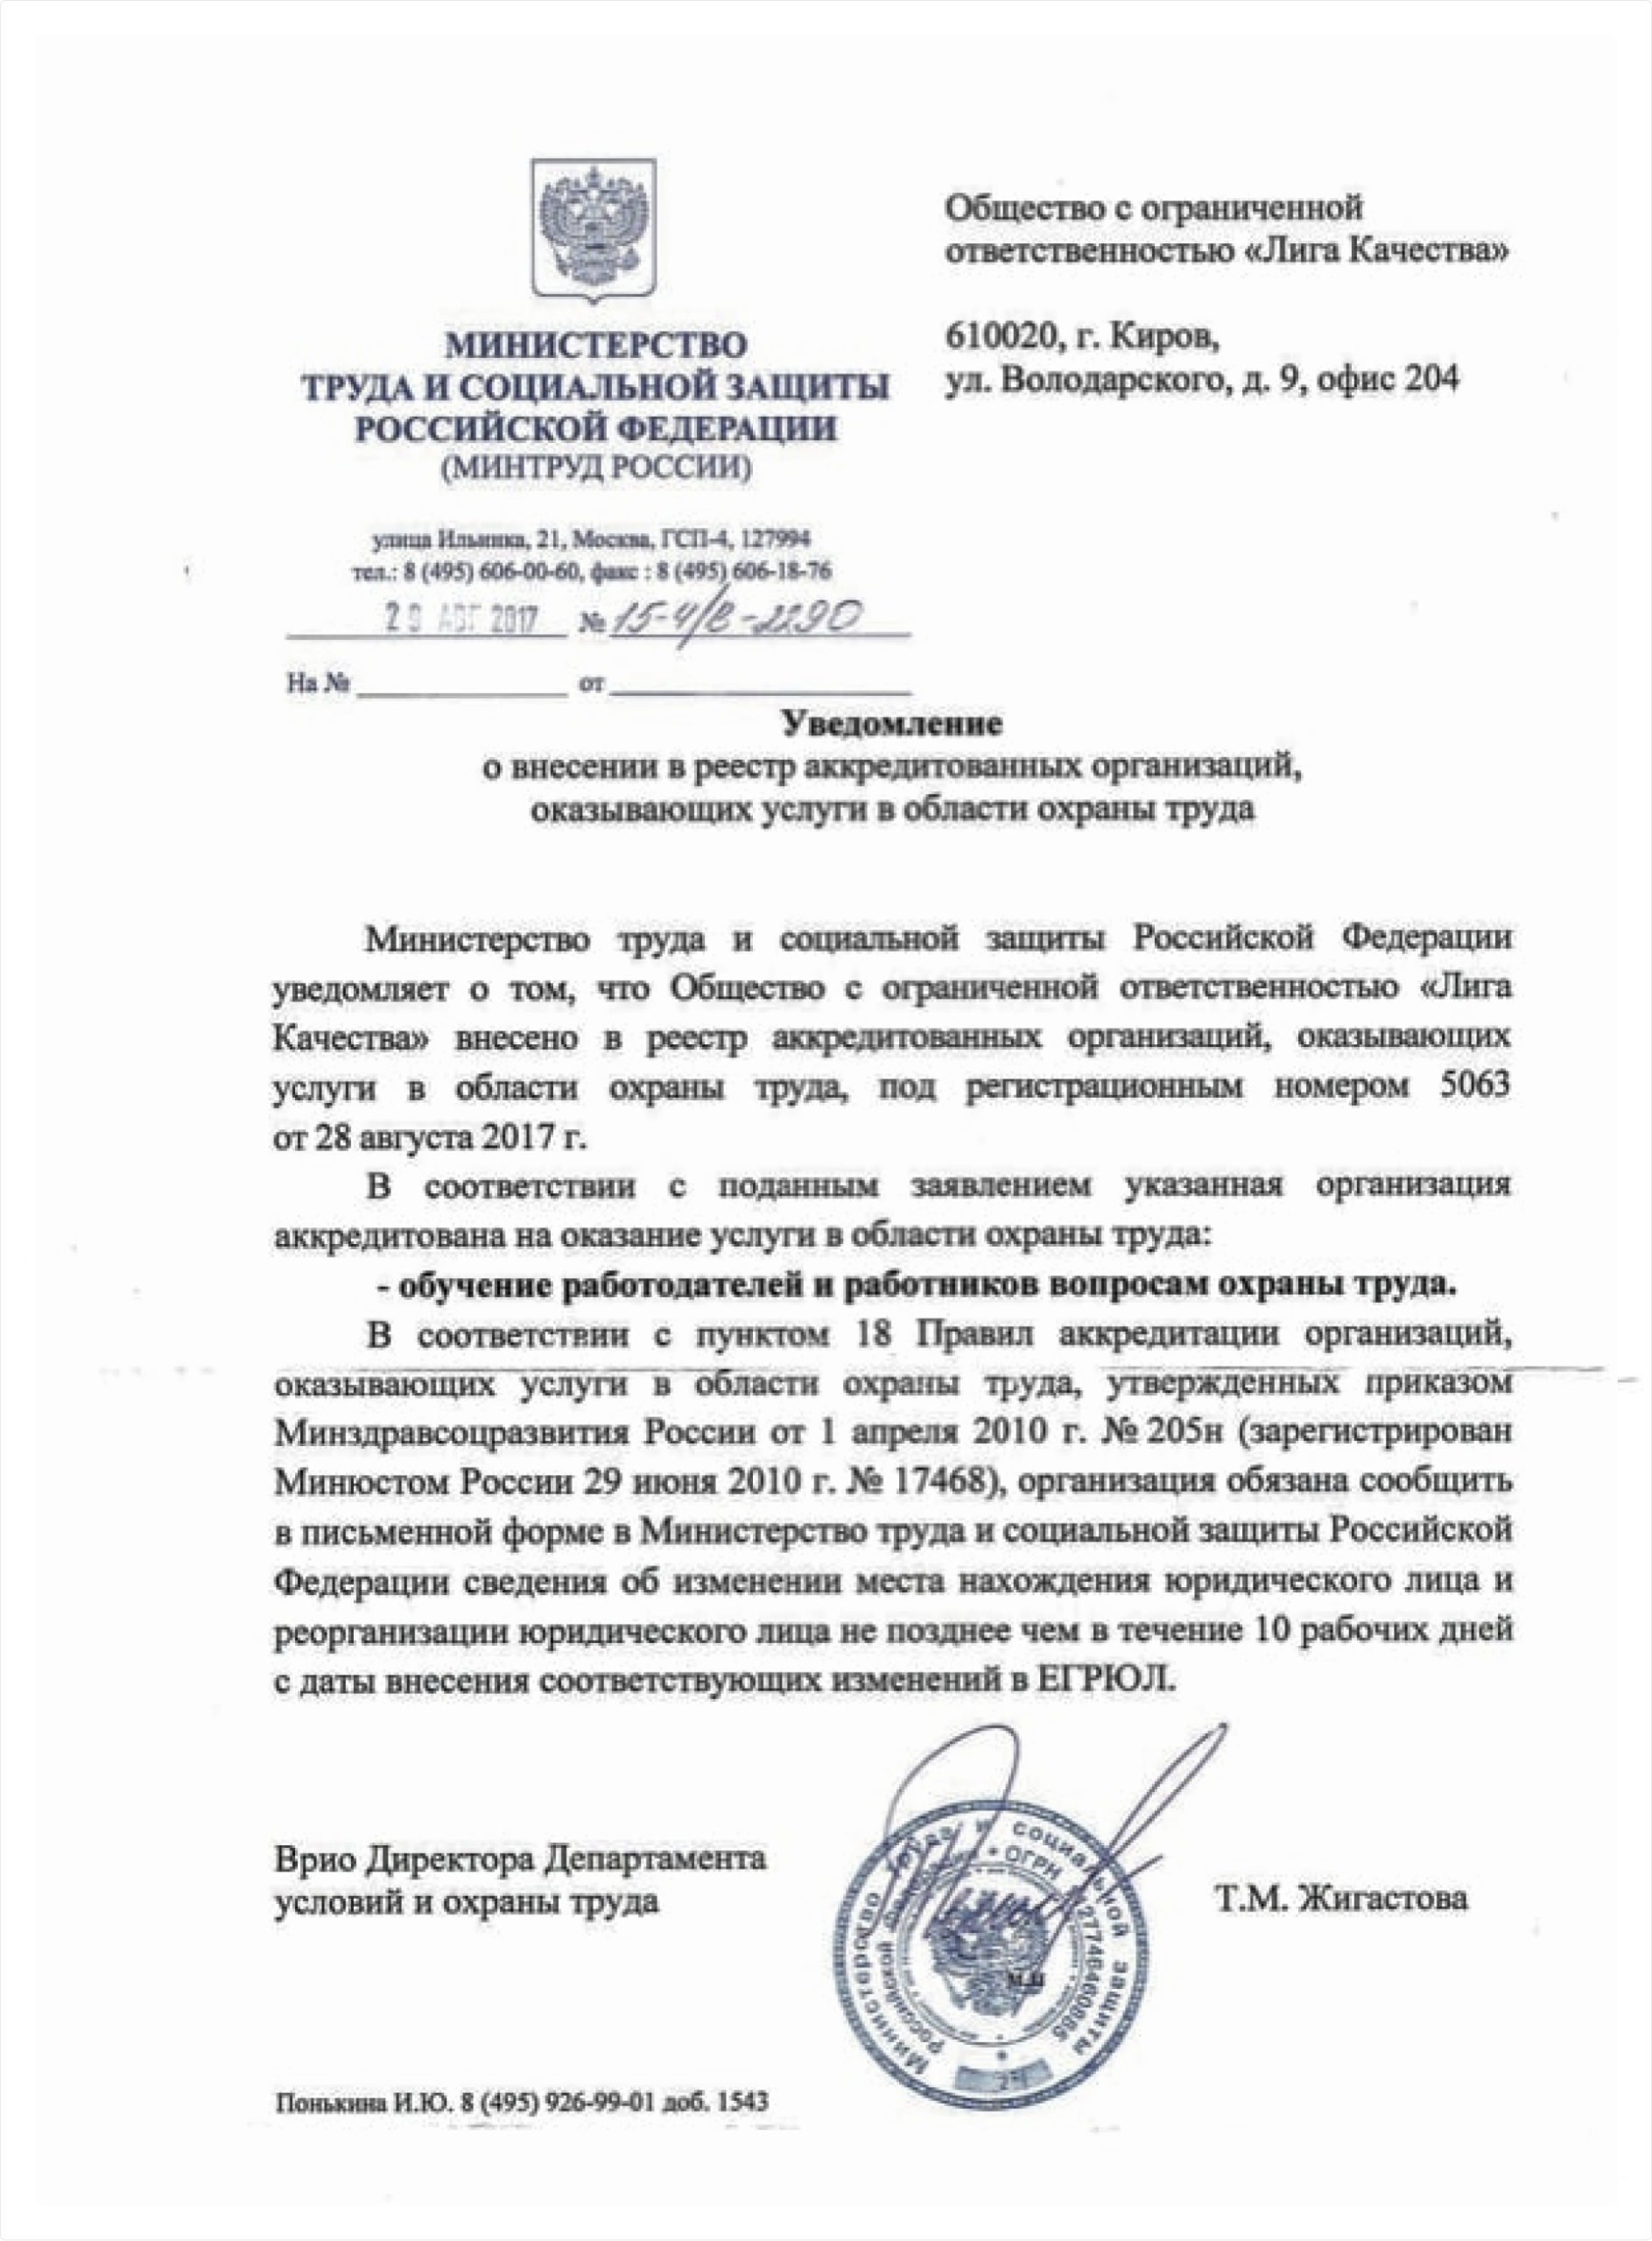 Общество с ограниченной
ответственностью «Лига Качества»
610020, г. Киров,
ул. Володарского, д. 9, офис 204
МИНИСТЕРСТВО
ТРУДА И СОЦИАЛЬНОЙ ЗАЩИТЫ
РОССИЙСКОЙ ФЕДЕРАЦИИ
(МИНТРУД РОССИИ)
улица Ильинка, 21, Москва, ГСП-4, 127994
тел.: 8 (495) 606-00-60, факс : 8 (495) 606-18-76
29 АВГ 2017 № 15-4/В-2290
На № от
Уведомление
о внесении в реестр аккредитованных организаций,
оказывающих услуги в области охраны труда
Министерство труда и социальной защиты Российской Федерации
уведомляет о том, что Общество с ограниченной ответственностью «Лига
Качества» внесено в реестр аккредитованных организаций, оказывающих
услуги в области охраны труда, под регистрационным номером 5063
от 28 августа 2017 г.
В соответствии с поданным заявлением указанная организация
аккредитована на оказание услуги в области охраны труда:
- обучение работодателей и работников вопросам охраны труда.
В соответствии с пунктом 18 Правил аккредитации организаций,
оказывающих услуги в области охраны труда, утвержденных приказом
Минздравсоцразвития России от 1 апреля 2010 г. № 205н (зарегистрирован
Минюстом России 29 июня 2010 г. № 17468), организация обязана сообщить
в письменной форме в Министерство труда и социальной защиты Российской
Федерации сведения об изменении места нахождения юридического лица и
реорганизации юридического лица не позднее чем в течение 10 рабочих дней
с даты внесения соответствующих изменений в ЕГРЮЛ.
Врио Директора Департамента
условий и охраны труда
Т.М. Жигастова
Министерство труда и социальной защиты
Российской Федерации * ОГРН
Понькина И.Ю. 8 (495) 926-99-01 доб. 1543